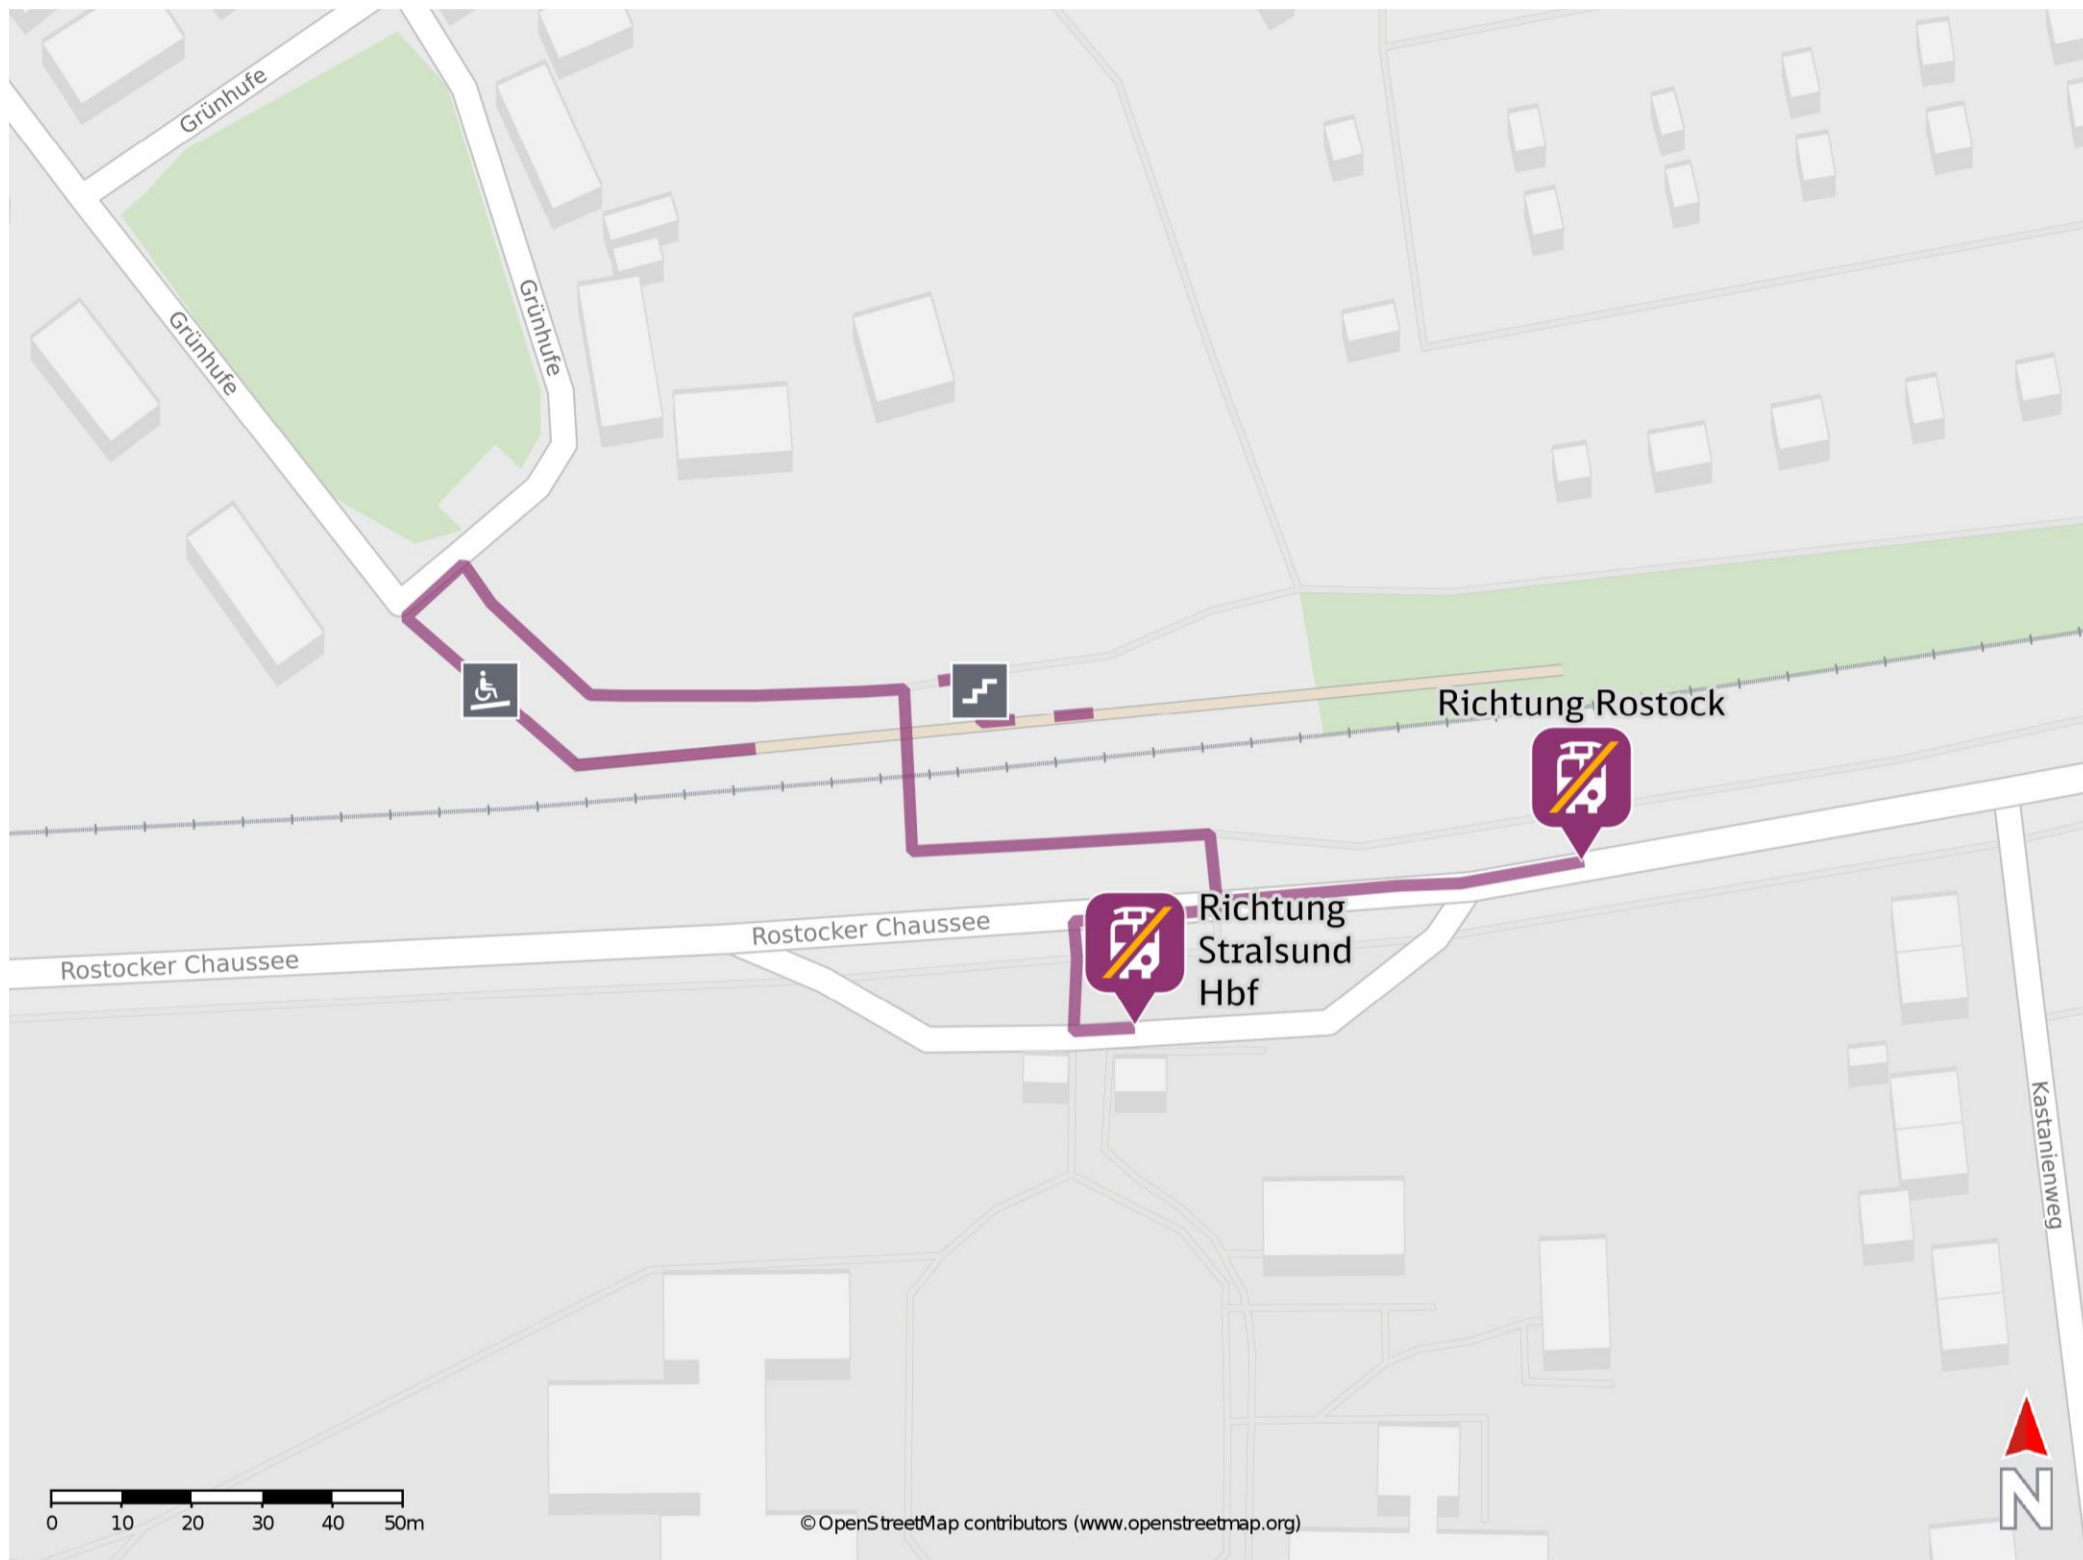 Grünhufe
Grünhufe
Grünhufe
Richtung Rostock
Richtung
Stralsund
Hbf
Rostocker Chaussee
Rostocker Chaussee
Kastanienweg
0 10 20 30 40 50m
© OpenStreetMap contributors (www.openstreetmap.org)
N